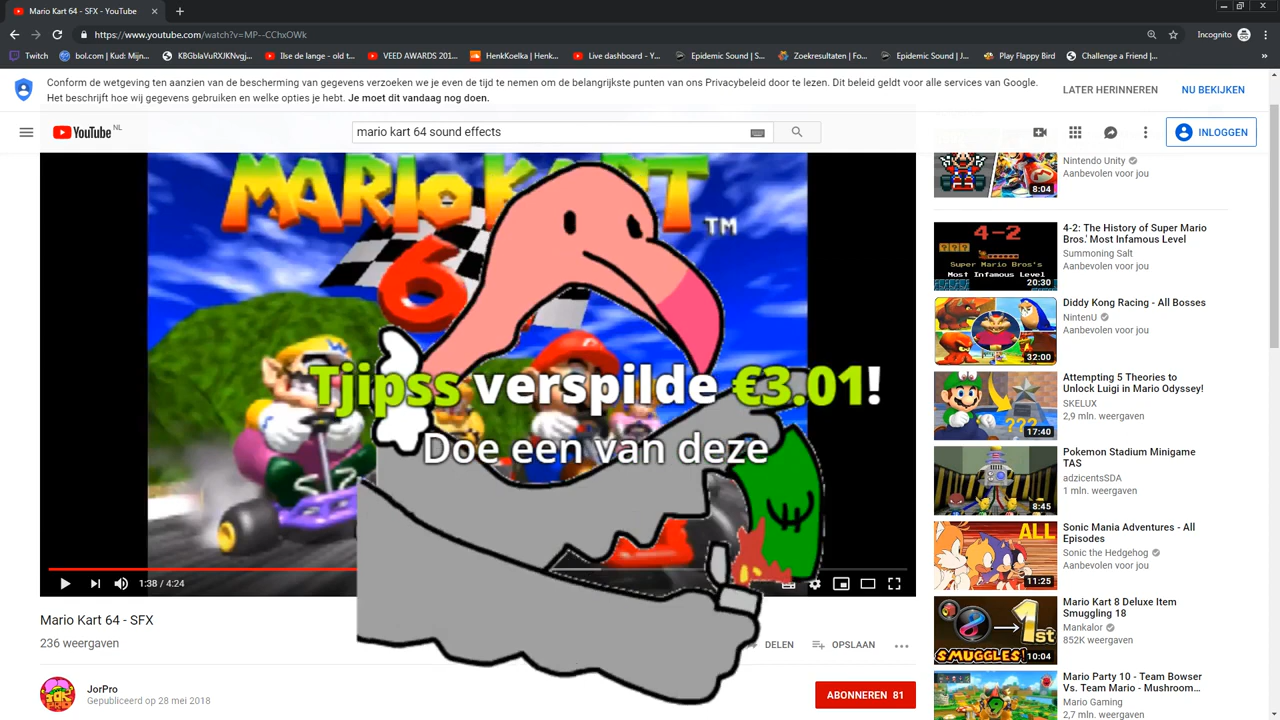 Mario Kart 64 - SFX - YouTube
https://www.youtube.com/watch?v=MP--CChxOWk
Incognito
Twitch
bol.com | Kud: Mijn...
KBGblaVuRXJKNvgj...
Ilse de lange - old t...
VEED AWARDS 201...
HenkKoelka | Henk...
Live dashboard - Y...
Epidemic Sound | S...
Zoekresultaten | Fo...
Epidemic Sound | J...
Play Flappy Bird
Challenge a Friend |...
»
Conform de wetgeving ten aanzien van de bescherming van gegevens verzoeken we je even de tijd te nemen om de belangrijkste punten van ons Privacybeleid door te lezen. Dit beleid geldt voor alle services van Google.
Het beschrijft hoe wij gegevens gebruiken en welke opties je hebt. Je moet dit vandaag nog doen.
LATER HERINNEREN
NU BEKIJKEN
YouTube NL
mario kart 64 sound effects
INLOGGEN
MARIO KART
TM
6
Tjipss verspilde €3.01!
Doe een van deze
1:38 / 4:24
Mario Kart 64 - SFX
236 weergaven
DELEN
OPSLAAN
JorPro
Gepubliceerd op 28 mei 2018
ABONNEREN 81
Nintendo Unity
Aanbevolen voor jou
8:04
4-2
Super Mario Bros's
Most Infamous Level
20:30
4-2: The History of Super Mario
Bros.' Most Infamous Level
Summoning Salt
Aanbevolen voor jou
32:00
Diddy Kong Racing - All Bosses
NintenU
Aanbevolen voor jou
???
17:40
Attempting 5 Theories to
Unlock Luigi in Mario Odyssey!
SKELUX
2,9 mln. weergaven
8:45
Pokemon Stadium Minigame
TAS
adzicentsSDA
1 mln. weergaven
ALL
11:25
Sonic Mania Adventures - All
Episodes
Sonic the Hedgehog
Aanbevolen voor jou
1st
SMUGGLES!
10:04
Mario Kart 8 Deluxe Item
Smuggling 18
Mankalor
852K weergaven
Mario Party 10 - Team Bowser
Vs. Team Mario - Mushroom...
Mario Gaming
2,7 mln. weergaven